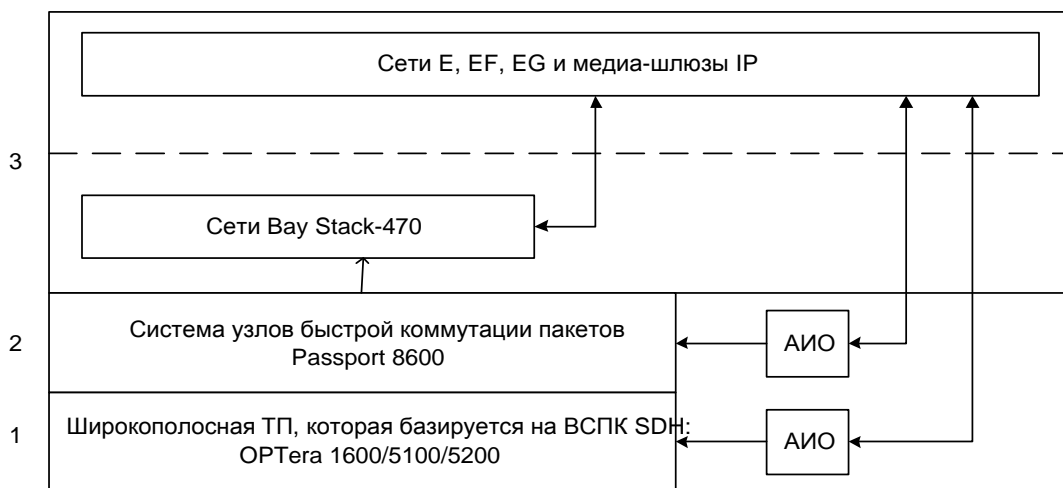 Сети E, EF, EG и медиа-шлюзы IP
3
Сети Bay Stack-470
2
Система узлов быстрой коммутации пакетов
Passport 8600
АИО
1
Широкополосная ТП, которая базируется на ВСПК SDH:
OPTera 1600/5100/5200
АИО